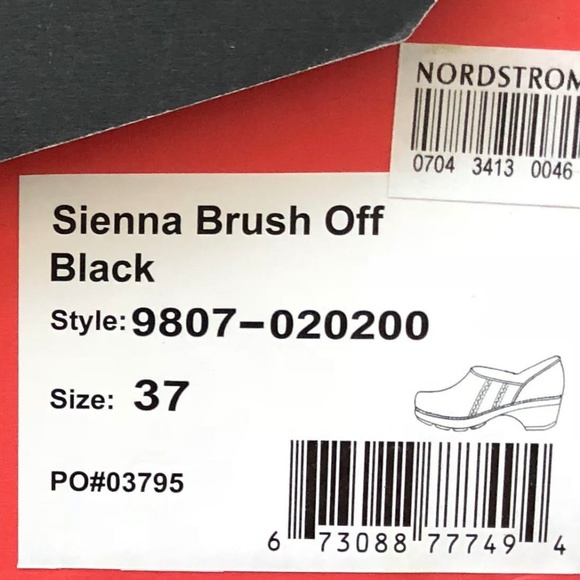 NORDSTROM
0704 3413 0046
Sienna Brush Off
Black
Style: 9807-020200
Size: 37
PO#03795
6 73088 77749 4